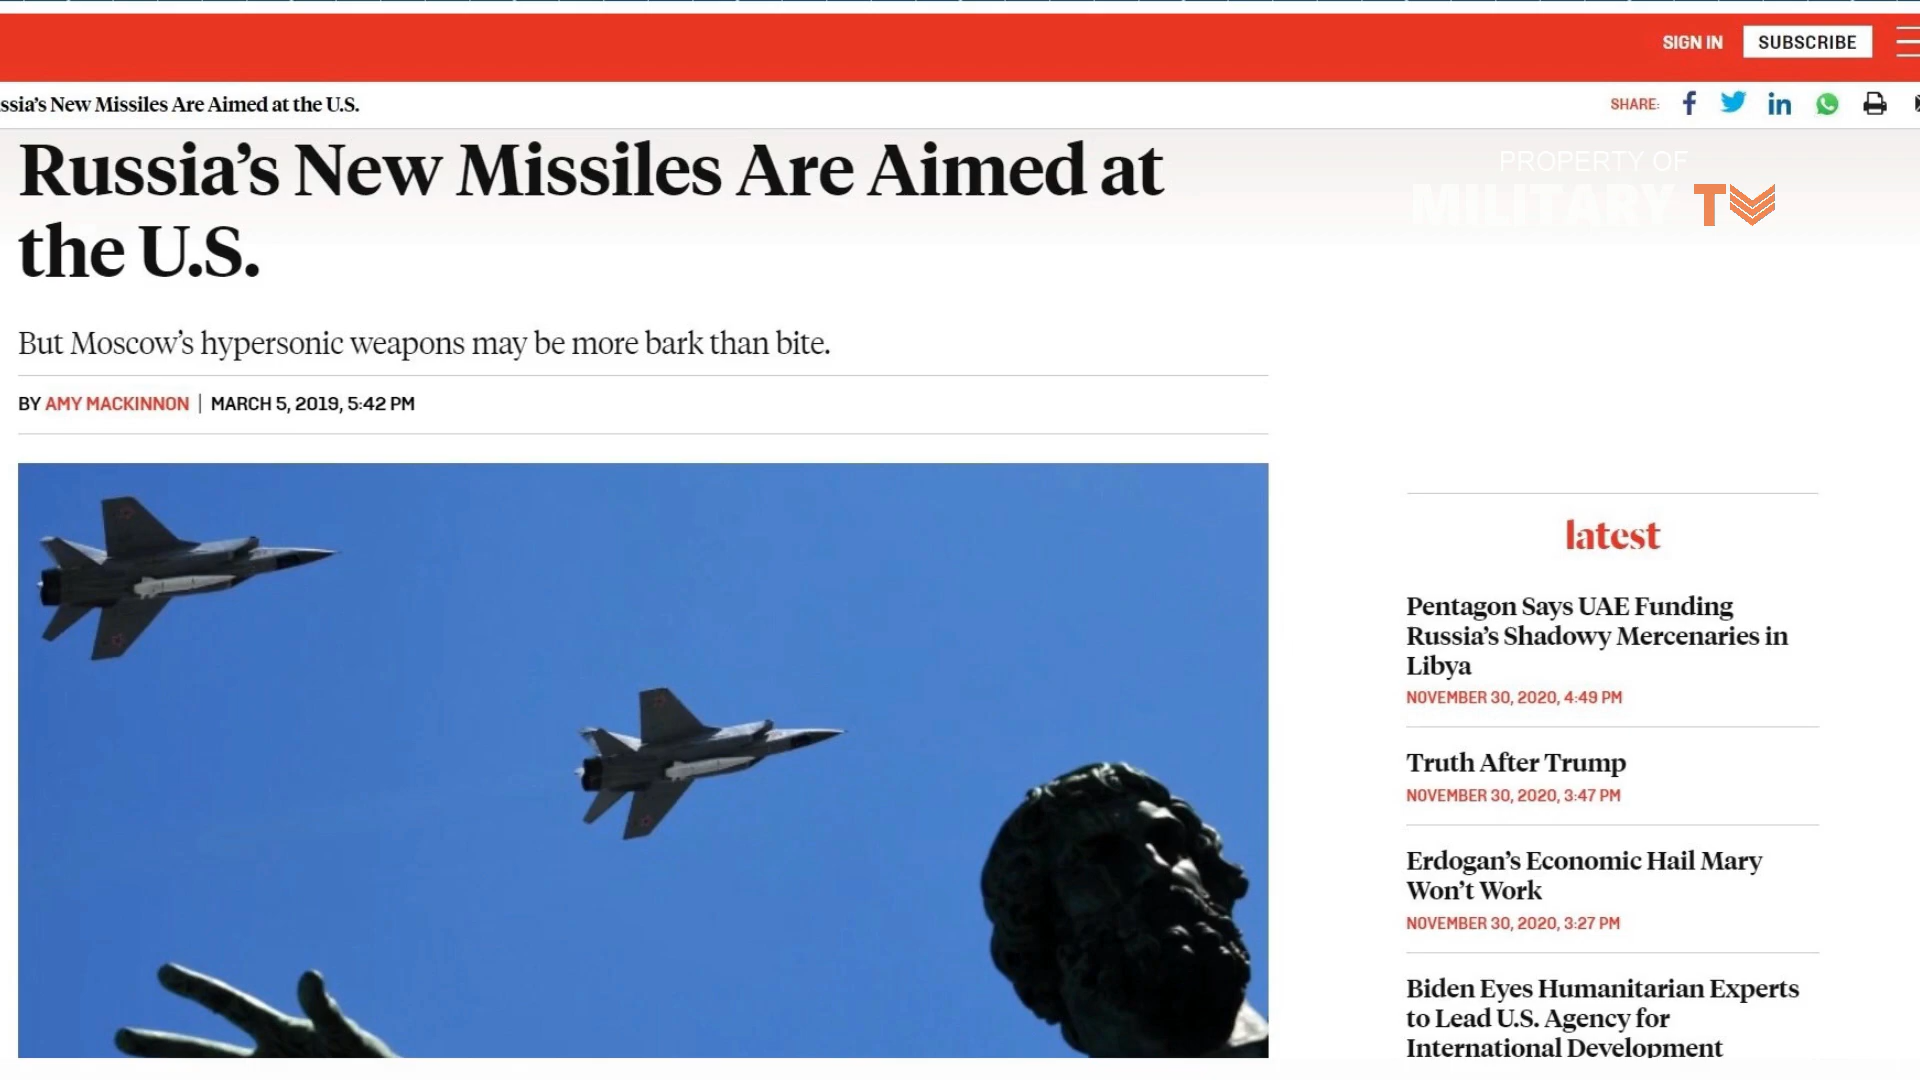 SIGN IN
SUBSCRIBE
ssia's New Missiles Are Aimed at the U.S.
SHARE:
Russia's New Missiles Are Aimed at
the U.S.
PROPERTY OF
MILITARY TV
But Moscow's hypersonic weapons may be more bark than bite.
BY AMY MACKINNON | MARCH 5, 2019, 5:42 PM
latest
Pentagon Says UAE Funding
Russia's Shadowy Mercenaries in
Libya
NOVEMBER 30, 2020, 4:49 PM
Truth After Trump
NOVEMBER 30, 2020, 3:47 PM
Erdogan's Economic Hail Mary
Won't Work
NOVEMBER 30, 2020, 3:27 PM
Biden Eyes Humanitarian Experts
to Lead U.S. Agency for
International Development